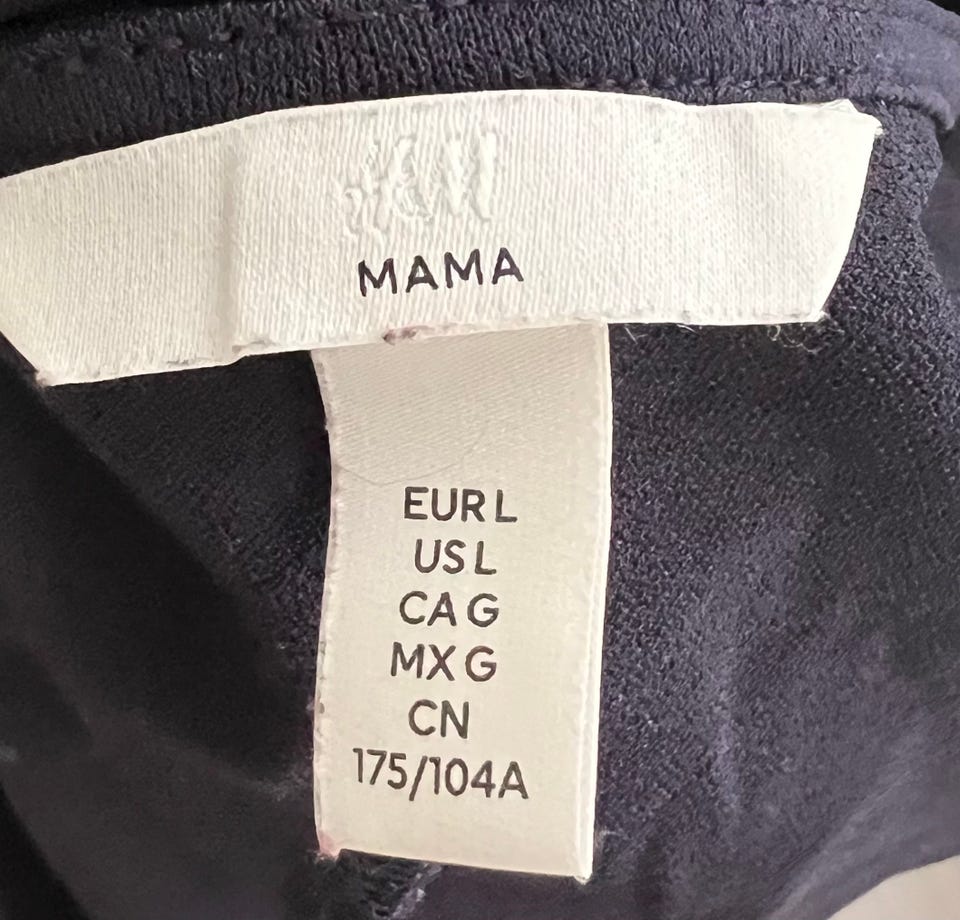 H&M
MAMA
EUR L
US L
CA G
MX G
CN
175/104A